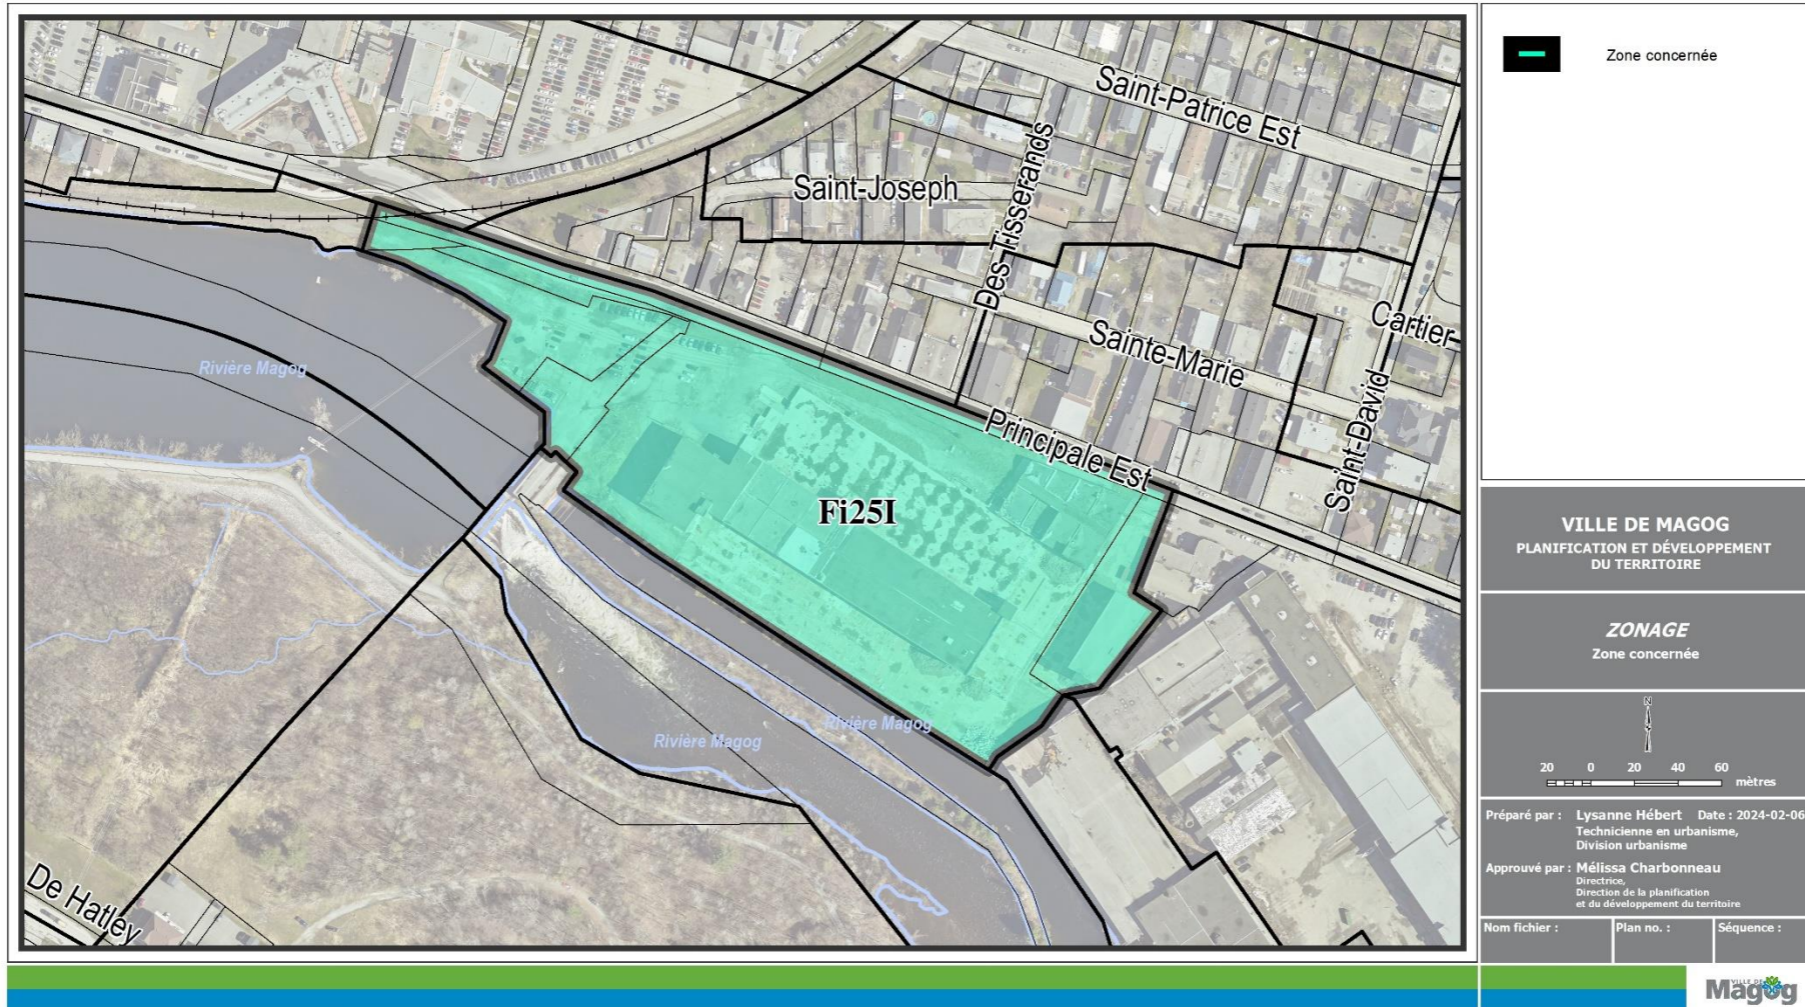 Saint-Patrice Est
Saint-Joseph
Des Tisserands
Sainte-Marie
Cartier
Saint-David
Principale Est
Rivière Magog
Fi25I
Rivière Magog
Rivière Magog
De Hatley
Zone concernée
VILLE DE MAGOG
PLANIFICATION ET DÉVELOPPEMENT
DU TERRITOIRE
ZONAGE
Zone concernée
N
20 0 20 40 60
mètres
Préparé par : Lysanne Hébert Date : 2024-02-06
Technicienne en urbanisme,
Division urbanisme
Approuvé par : Mélissa Charbonneau
Directrice,
Direction de la planification
et du développement du territoire
Nom fichier : Plan no. : Séquence :
VILLE DE
Magog